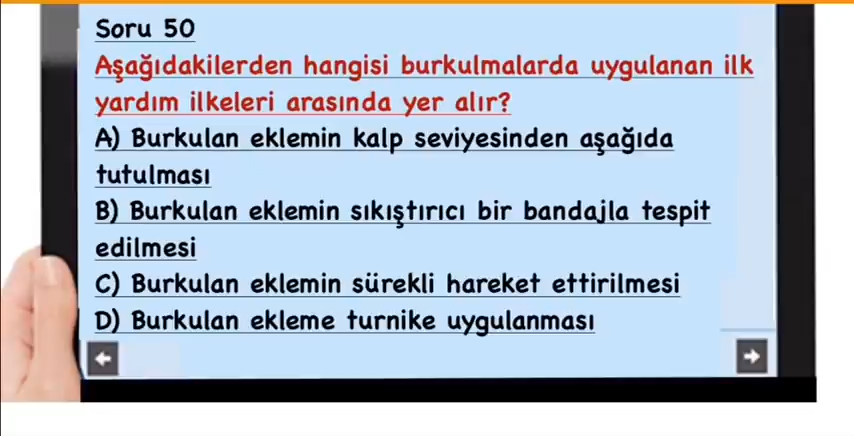 Soru 50
Aşağıdakilerden hangisi burkulmalarda uygulanan ilk
yardım ilkeleri arasında yer alır?
A) Burkulan eklemin kalp seviyesinden aşağıda
tutulması
B) Burkulan eklemin sıkıştırıcı bir bandajla tespit
edilmesi
C) Burkulan eklemin sürekli hareket ettirilmesi
D) Burkulan ekleme turnike uygulanması